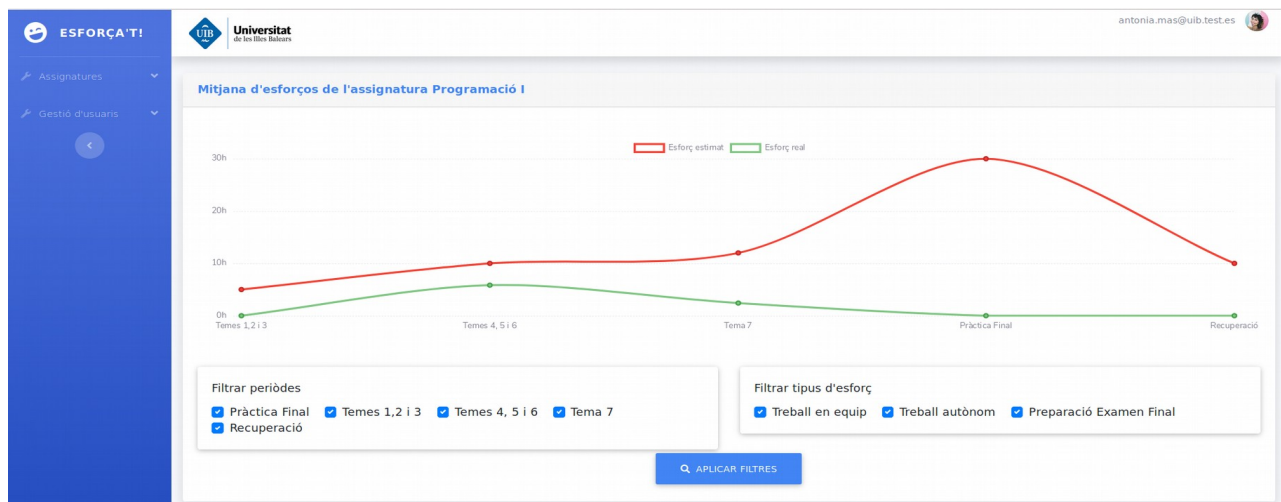 ESFORÇA'T!
Assignatures
Gestió d'usuaris
UIB
Universitat
de les Illes Balears
antonia.mas@uib.test.es
Mitjana d'esforços de l'assignatura Programació I
Esforç estimat Esforç real
30h
20h
10h
0h
Temes 1,2 i 3 Temes 4, 5 i 6 Tema 7 Pràctica Final Recuperació
Filtrar periòdes
Pràctica Final Temes 1,2 i 3 Temes 4, 5 i 6 Tema 7
Recuperació
Filtrar tipus d'esforç
Treball en equip Treball autònom Preparació Examen Final
APLICAR FILTRES